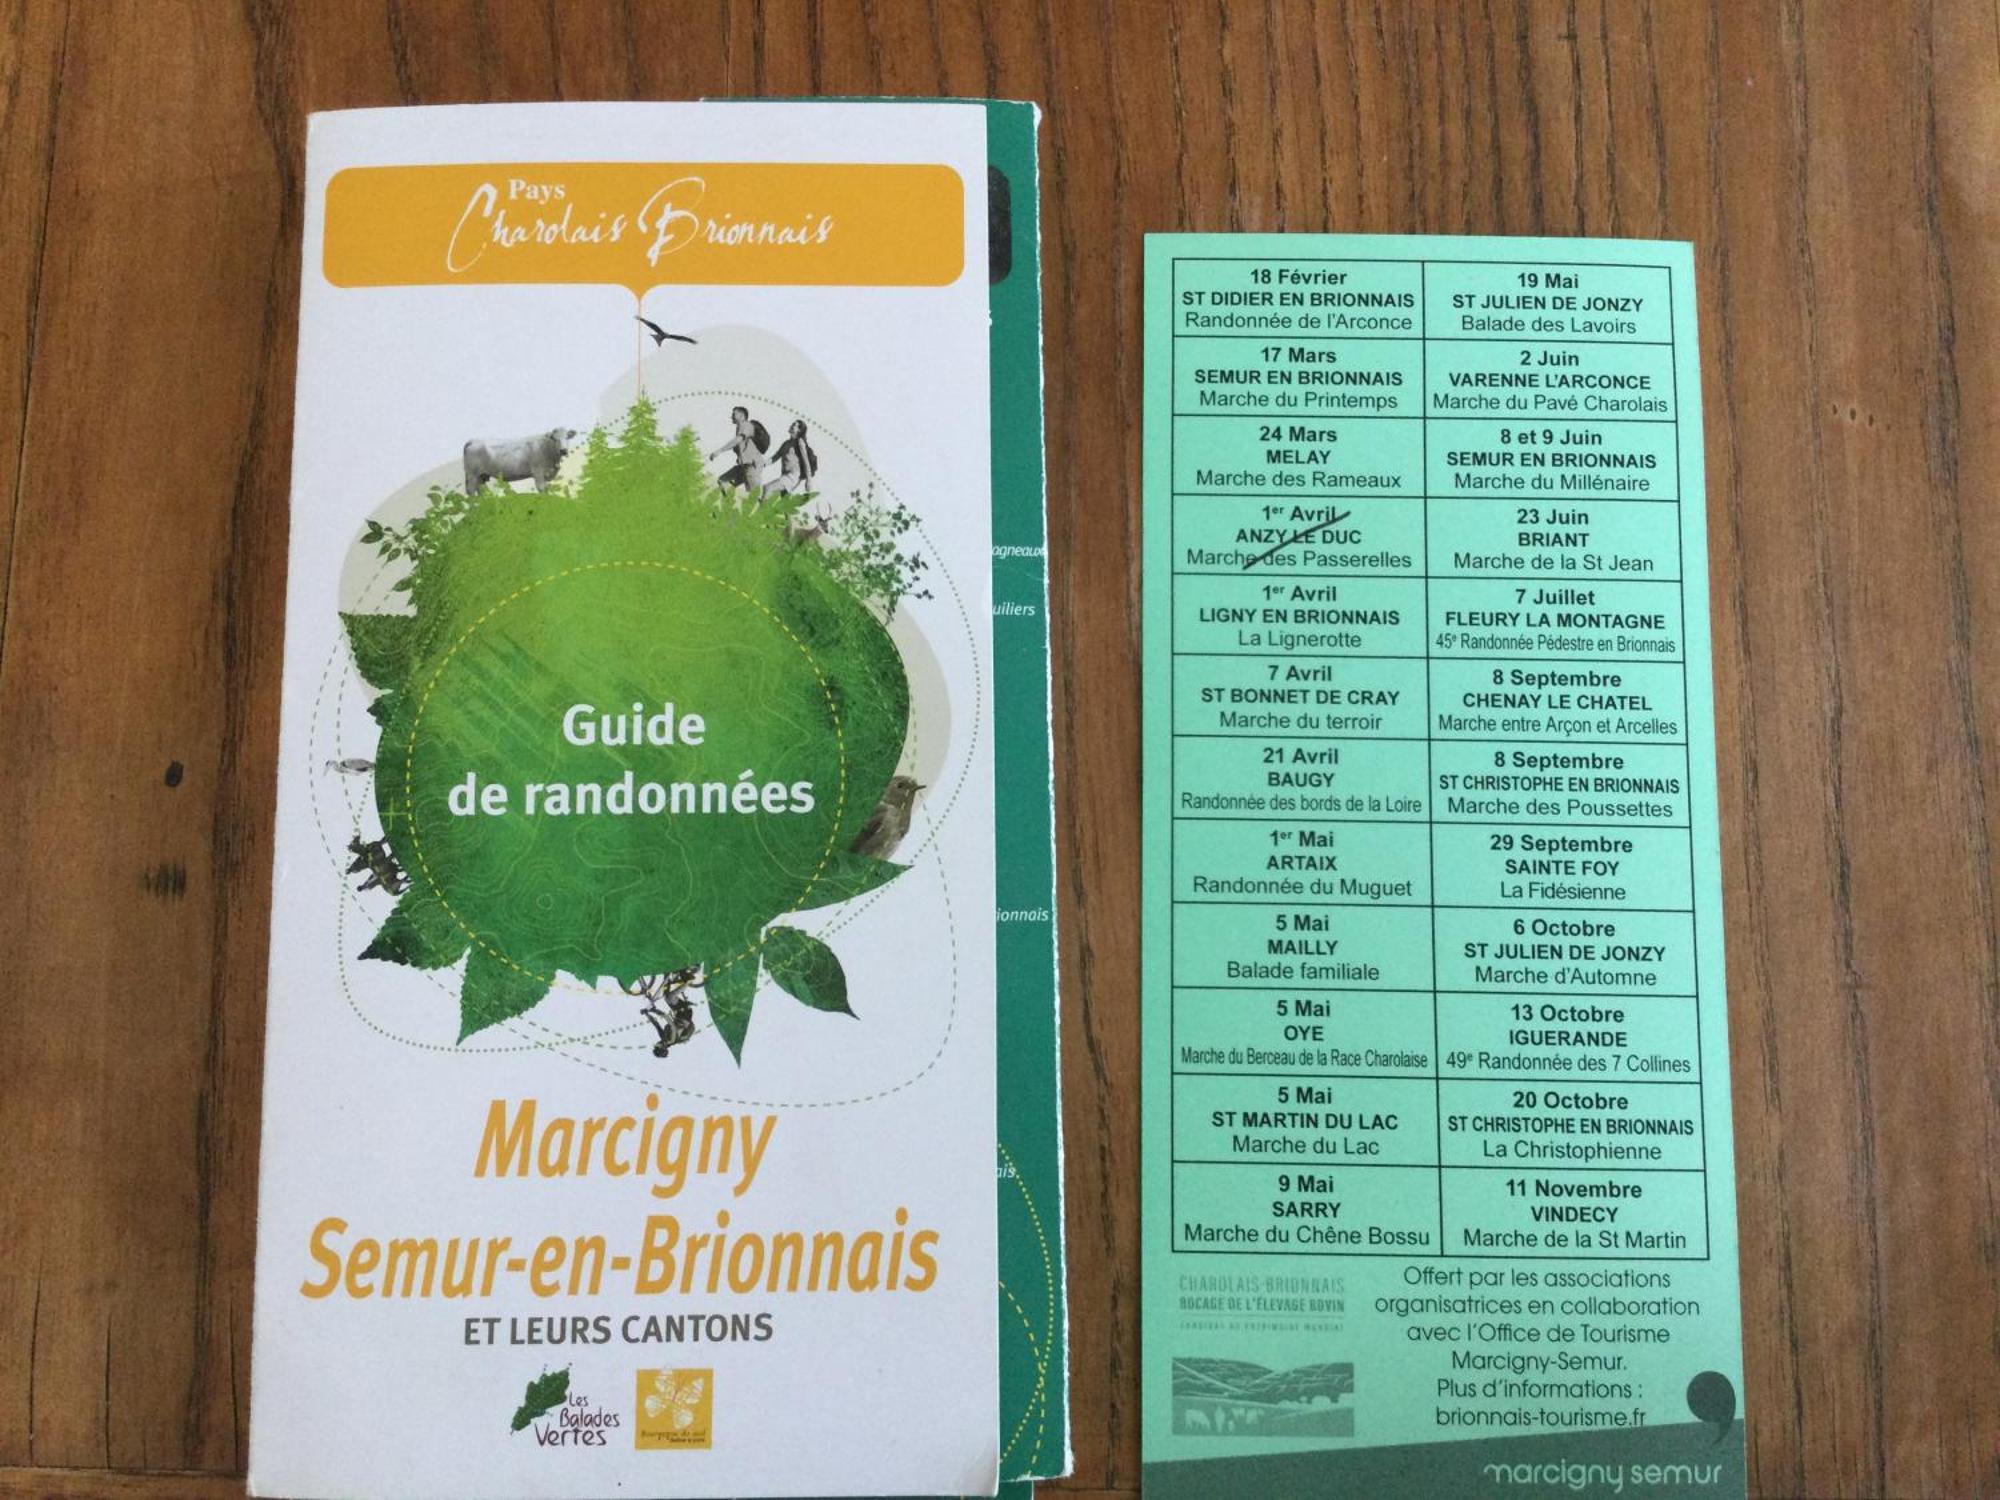 Pays
Charolais Brionnais
Guide
de randonnées
Marcigny
Semur-en-Brionnais
ET LEURS CANTONS
Les
Balades
Vertes
Bourgogne du sud
agneaux
uiliers
ionnais
ais
18 Février
ST DIDIER EN BRIONNAIS
Randonnée de l'Arconce
17 Mars
SEMUR EN BRIONNAIS
Marche du Printemps
24 Mars
MELAY
Marche des Rameaux
1er Avril
ANZY LE DUC
Marche des Passerelles
1er Avril
LIGNY EN BRIONNAIS
La Lignerotte
7 Avril
ST BONNET DE CRAY
Marche du terroir
21 Avril
BAUGY
Randonnée des bords de la Loire
1er Mai
ARTAIX
Randonnée du Muguet
5 Mai
MAILLY
Balade familiale
5 Mai
OYE
Marche du Berceau de la Race Charolaise
5 Mai
ST MARTIN DU LAC
Marche du Lac
9 Mai
SARRY
Marche du Chêne Bossu
19 Mai
ST JULIEN DE JONZY
Balade des Lavoirs
2 Juin
VARENNE L'ARCONCE
Marche du Pavé Charolais
8 et 9 Juin
SEMUR EN BRIONNAIS
Marche du Millénaire
23 Juin
BRIANT
Marche de la St Jean
7 Juillet
FLEURY LA MONTAGNE
45e Randonnée Pédestre en Brionnais
8 Septembre
CHENAY LE CHATEL
Marche entre Arçon et Arcelles
8 Septembre
ST CHRISTOPHE EN BRIONNAIS
Marche des Poussettes
29 Septembre
SAINTE FOY
La Fidésienne
6 Octobre
ST JULIEN DE JONZY
Marche d'Automne
13 Octobre
IGUERANDE
49e Randonnée des 7 Collines
20 Octobre
ST CHRISTOPHE EN BRIONNAIS
La Christophienne
11 Novembre
VINDECY
Marche de la St Martin
CHAROLAIS-BRIONNAIS
BOCAGE DE L'ÉLEVAGE BOVIN
CANDIDAT AU PATRIMOINE MONDIAL
Offert par les associations
organisatrices en collaboration
avec l'Office de Tourisme
Marcigny-Semur.
Plus d'informations :
brionnais-tourisme.fr
marcigny semur